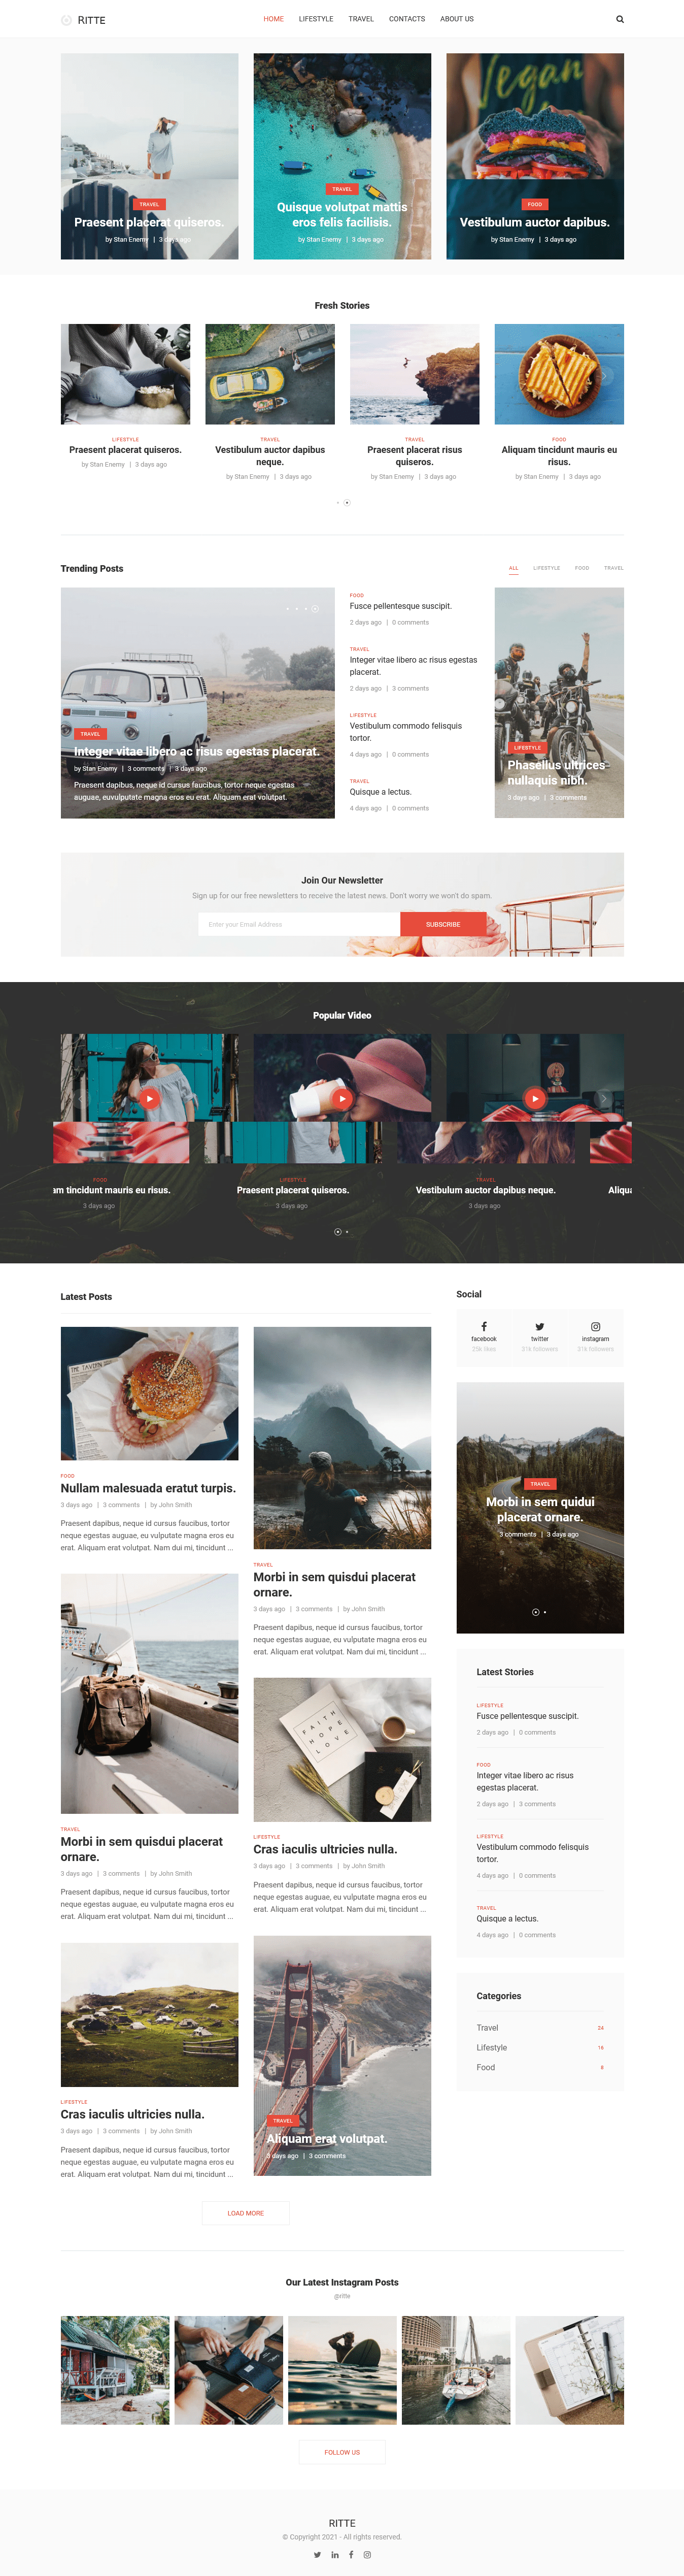 RITTE
HOME LIFESTYLE TRAVEL CONTACTS ABOUT US
TRAVEL
Praesent placerat quiseros.
by Stan Enemy | 3 days ago
TRAVEL
Quisque volutpat mattis
eros felis facilisis.
by Stan Enemy | 3 days ago
Vegan
FOOD
Vestibulum auctor dapibus.
by Stan Enemy | 3 days ago
Fresh Stories
LIFESTYLE
Praesent placerat quiseros.
by Stan Enemy | 3 days ago
TRAVEL
Vestibulum auctor dapibus
neque.
by Stan Enemy | 3 days ago
TRAVEL
Praesent placerat risus
quiseros.
by Stan Enemy | 3 days ago
FOOD
Aliquam tincidunt mauris eu
risus.
by Stan Enemy | 3 days ago
Trending Posts
ALL LIFESTYLE FOOD TRAVEL
TRAVEL
Integer vitae libero ac risus egestas placerat.
by Stan Enemy | 3 comments | 3 days ago
Praesent dapibus, neque id cursus faucibus, tortor neque egestas
auguae, euvulputate magna eros eu erat. Aliquam erat volutpat.
FOOD
Fusce pellentesque suscipit.
2 days ago | 0 comments
TRAVEL
Integer vitae libero ac risus egestas
placerat.
2 days ago | 3 comments
LIFESTYLE
Vestibulum commodo felisquis
tortor.
4 days ago | 0 comments
TRAVEL
Quisque a lectus.
4 days ago | 0 comments
LIFESTYLE
Phasellus ultrices
nullaquis nibh.
3 days ago | 3 comments
Join Our Newsletter
Sign up for our free newsletters to receive the latest news. Don't worry we won't do spam.
Enter your Email Address
SUBSCRIBE
Popular Video
FOOD
am tincidunt mauris eu risus.
3 days ago
LIFESTYLE
Praesent placerat quiseros.
3 days ago
TRAVEL
Vestibulum auctor dapibus neque.
3 days ago
Aliqua
Latest Posts
THE TAVERN
FOOD
Nullam malesuada eratut turpis.
3 days ago | 3 comments | by John Smith
Praesent dapibus, neque id cursus faucibus, tortor
neque egestas auguae, eu vulputate magna eros eu
erat. Aliquam erat volutpat. Nam dui mi, tincidunt ...
TRAVEL
Morbi in sem quisdui placerat
ornare.
3 days ago | 3 comments | by John Smith
Praesent dapibus, neque id cursus faucibus, tortor
neque egestas auguae, eu vulputate magna eros eu
erat. Aliquam erat volutpat. Nam dui mi, tincidunt ...
LIFESTYLE
Cras iaculis ultricies nulla.
3 days ago | 3 comments | by John Smith
Praesent dapibus, neque id cursus faucibus, tortor
neque egestas auguae, eu vulputate magna eros eu
erat. Aliquam erat volutpat. Nam dui mi, tincidunt ...
TRAVEL
Morbi in sem quisdui placerat
ornare.
3 days ago | 3 comments | by John Smith
Praesent dapibus, neque id cursus faucibus, tortor
neque egestas auguae, eu vulputate magna eros eu
erat. Aliquam erat volutpat. Nam dui mi, tincidunt ...
FAITH
HOPE
LOVE
LIFESTYLE
Cras iaculis ultricies nulla.
3 days ago | 3 comments | by John Smith
Praesent dapibus, neque id cursus faucibus, tortor
neque egestas auguae, eu vulputate magna eros eu
erat. Aliquam erat volutpat. Nam dui mi, tincidunt ...
TRAVEL
Aliquam erat volutpat.
3 days ago | 3 comments
LOAD MORE
Social
facebook
25k likes
twitter
31k followers
instagram
31k followers
TRAVEL
Morbi in sem quidui
placerat ornare.
3 comments | 3 days ago
Latest Stories
LIFESTYLE
Fusce pellentesque suscipit.
2 days ago | 0 comments
FOOD
Integer vitae libero ac risus
egestas placerat.
2 days ago | 3 comments
LIFESTYLE
Vestibulum commodo felisquis
tortor.
4 days ago | 0 comments
TRAVEL
Quisque a lectus.
4 days ago | 0 comments
Categories
Travel 24
Lifestyle 16
Food 8
Our Latest Instagram Posts
@ritte
FOLLOW US
RITTE
© Copyright 2021 - All rights reserved.